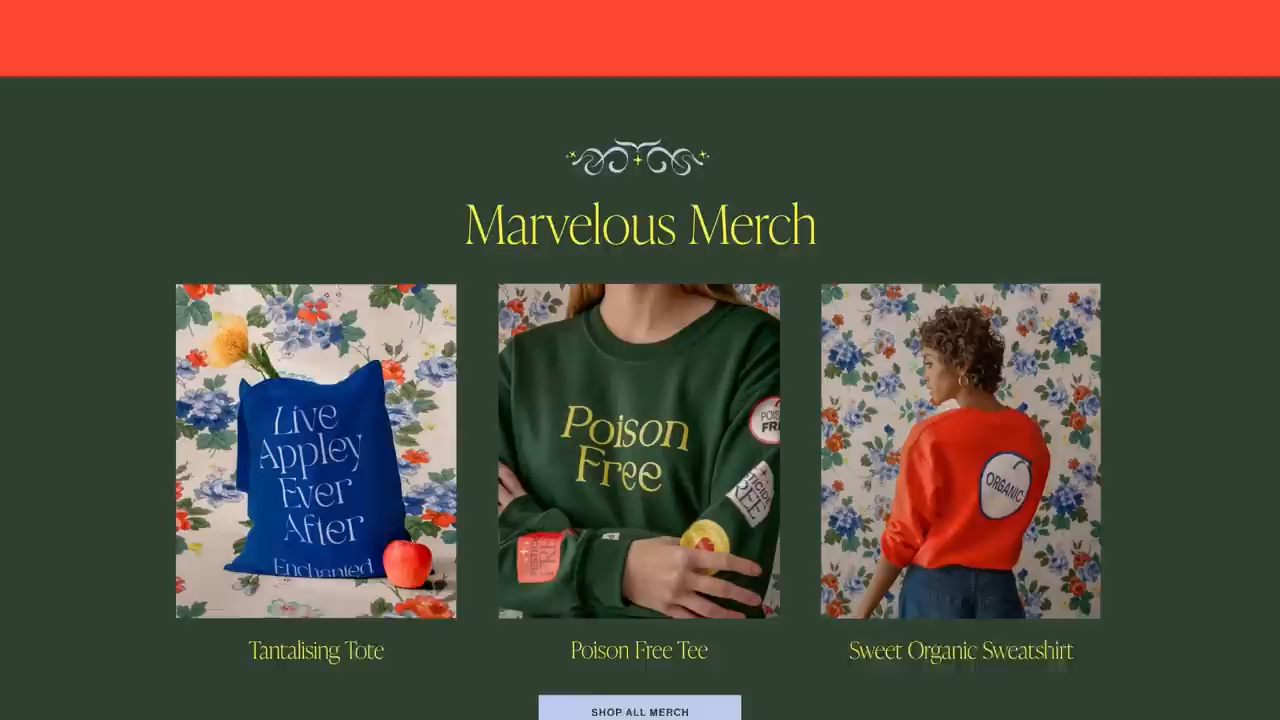 Marvelous Merch
Live
Appley
Ever
After
Enchanted
Poison
Free
ORGANIC
Tantalising Tote
Poison Free Tee
Sweet Organic Sweatshirt
SHOP ALL MERCH